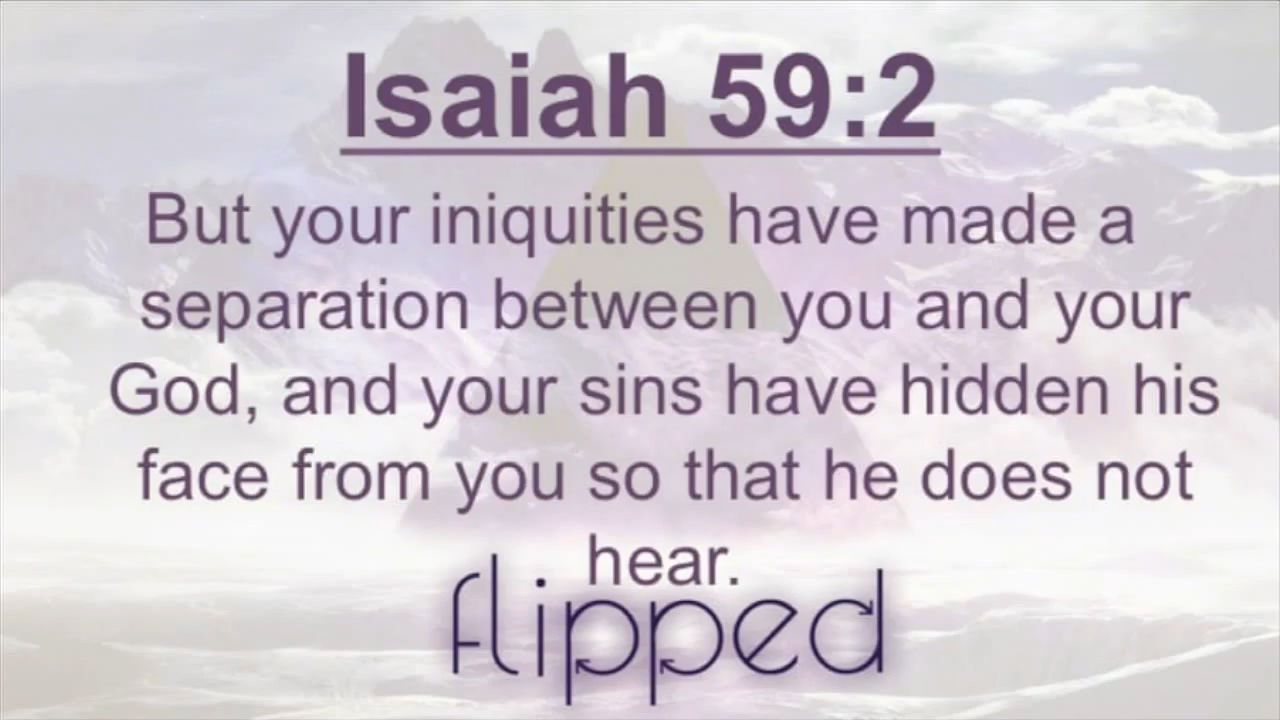 Isaiah 59:2
But your iniquities have made a
separation between you and your
God, and your sins have hidden his
face from you so that he does not
hear.
flipped